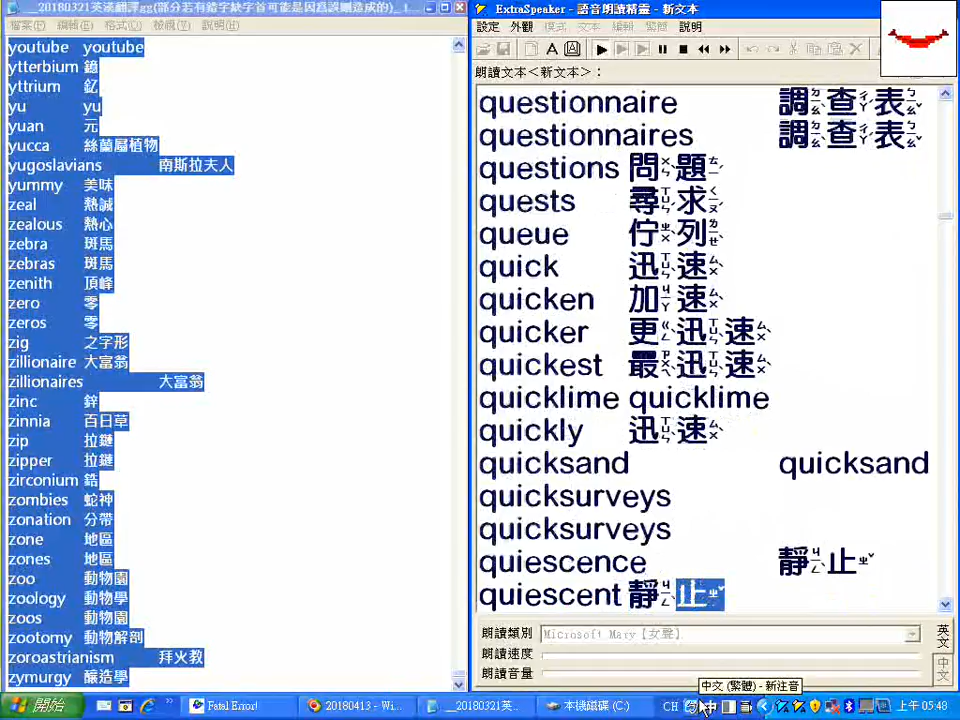 __20180321英漢翻譯gg(部分若有錯字缺字首可能是因為誤刪造成的)_1...
檔案(F) 編輯(E) 格式(O) 檢視(V) 說明(H)
youtube youtube
ytterbium 鐿
yttrium 釔
yu yu
yuan 元
yucca 絲蘭屬植物
yugoslavians 南斯拉夫人
yummy 美味
zeal 熱誠
zealous 熱心
zebra 斑馬
zebras 斑馬
zenith 頂峰
zero 零
zeros 零
zig 之字形
zillionaire 大富翁
zillionaires 大富翁
zinc 鋅
zinnia 百日草
zip 拉鏈
zipper 拉鏈
zirconium 鋯
zombies 蛇神
zonation 分帶
zone 地區
zones 地區
zoo 動物園
zoology 動物學
zoos 動物園
zootomy 動物解剖
zoroastrianism 拜火教
zymurgy 釀造學
ExtraSpeaker - 語音朗讀精靈 - 新文本
設定 外觀 模式 文本 編輯 繁簡 說明
朗讀文本<新文本>：
questionnaire 調查表
questionnaires 調查表
questions 問題
quests 尋求
queue 佇列
quick 迅速
quicken 加速
quicker 更迅速
quickest 最迅速
quicklime quicklime
quickly 迅速
quicksand quicksand
quicksurveys
quicksurveys
quiescence 靜止
quiescent 靜止
朗讀類別 Microsoft Mary【女聲】
朗讀速度
朗讀音量
英文
中文
中文 (繁體) - 新注音
開始 Fatal Error! 20180413 - Wi... __20180321英... 本機磁碟 (C:) CH 上午 05:48